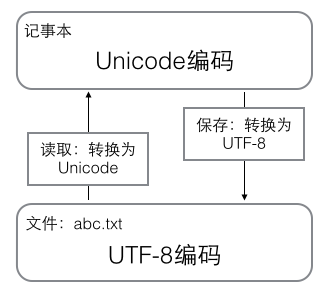 记事本
Unicode编码
读取：转换为
Unicode
保存：转换为
UTF-8
文件：abc.txt
UTF-8编码